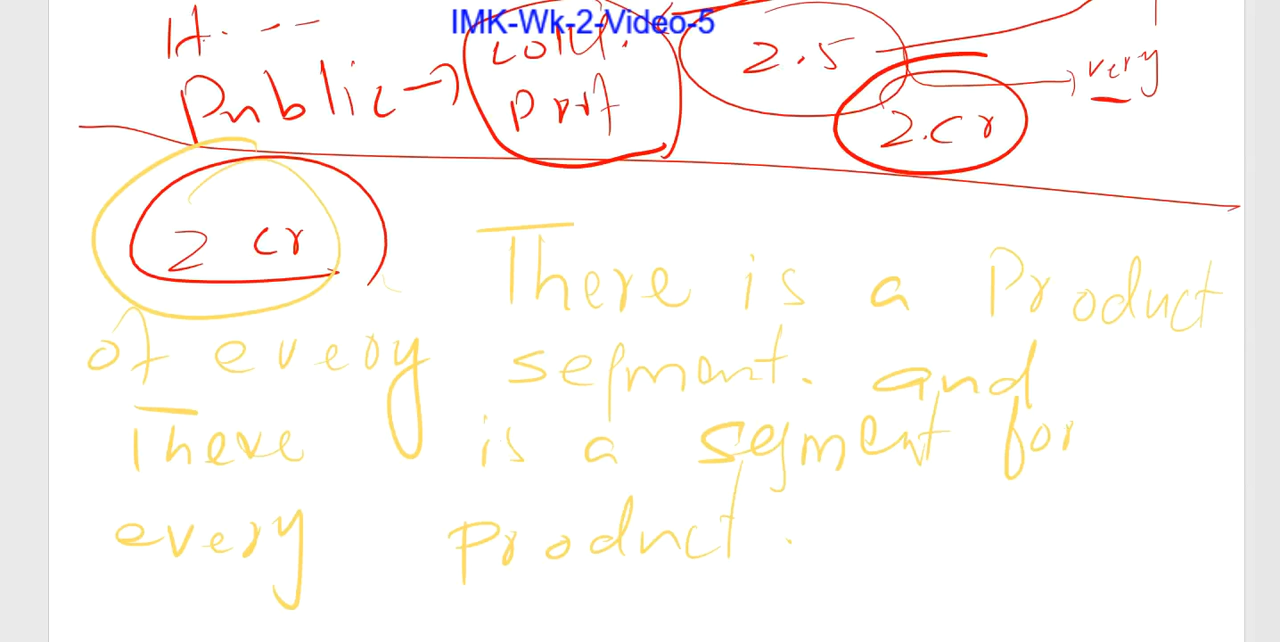 IMK-Wk-2-Video-5
H. ---
Public → 2.5
2.Cr → very
2 cr
There is a Product
of every segment. and
There is a segment for
every Product.